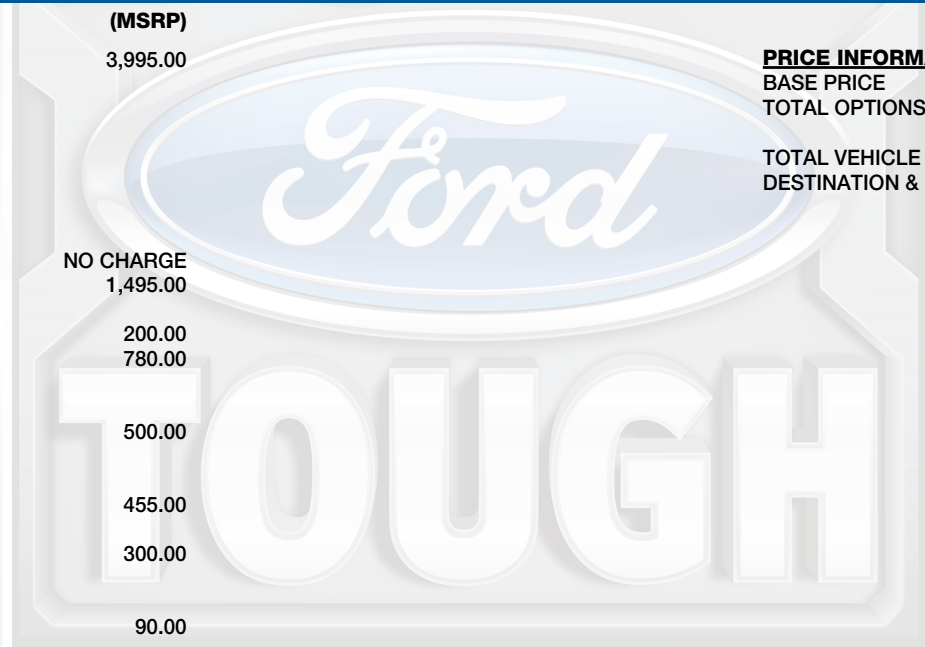 (MSRP)
3,995.00
NO CHARGE
1,495.00
200.00
780.00
500.00
455.00
300.00
90.00
PRICE INFORMA
BASE PRICE
TOTAL OPTIONS
TOTAL VEHICLE
DESTINATION &
Ford
TOUGH